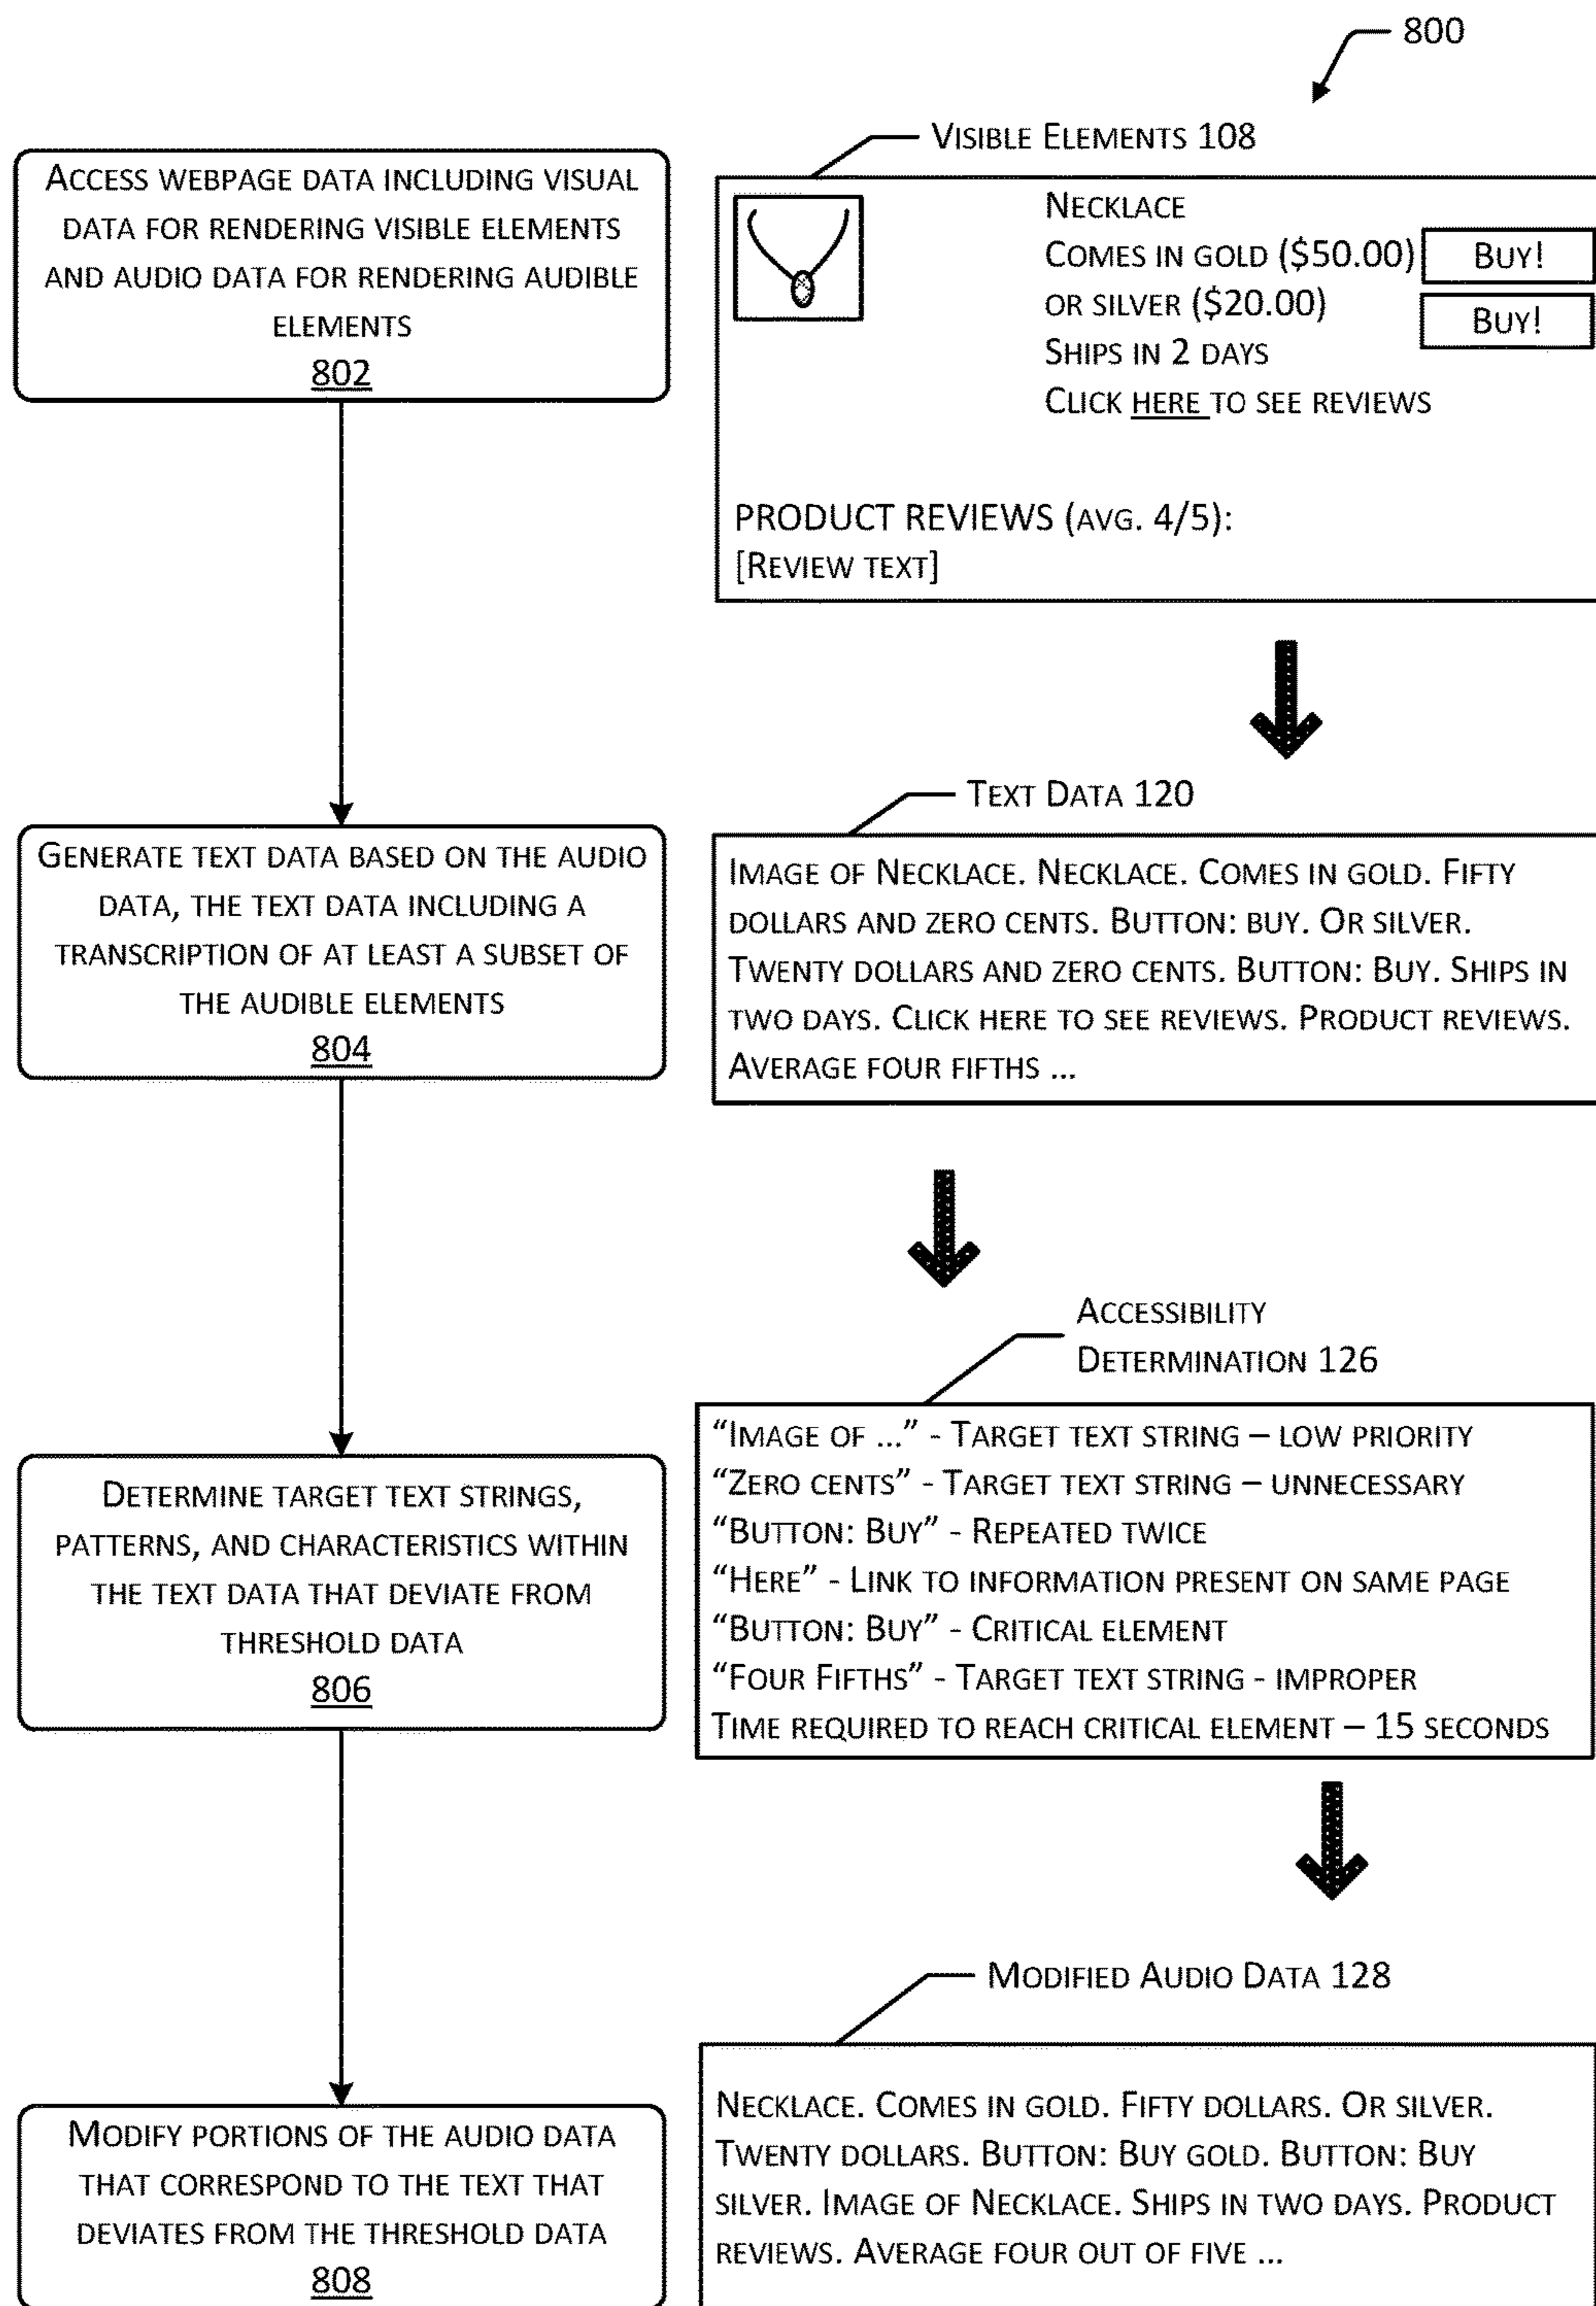 800
ACCESS WEBPAGE DATA INCLUDING VISUAL
DATA FOR RENDERING VISIBLE ELEMENTS
AND AUDIO DATA FOR RENDERING AUDIBLE
ELEMENTS
802
VISIBLE ELEMENTS 108
NECKLACE
COMES IN GOLD ($50.00)
BUY!
OR SILVER ($20.00)
BUY!
SHIPS IN 2 DAYS
CLICK HERE TO SEE REVIEWS
PRODUCT REVIEWS (AVG. 4/5):
[REVIEW TEXT]
GENERATE TEXT DATA BASED ON THE AUDIO
DATA, THE TEXT DATA INCLUDING A
TRANSCRIPTION OF AT LEAST A SUBSET OF
THE AUDIBLE ELEMENTS
804
TEXT DATA 120
IMAGE OF NECKLACE. NECKLACE. COMES IN GOLD. FIFTY
DOLLARS AND ZERO CENTS. BUTTON: BUY. OR SILVER.
TWENTY DOLLARS AND ZERO CENTS. BUTTON: BUY. SHIPS IN
TWO DAYS. CLICK HERE TO SEE REVIEWS. PRODUCT REVIEWS.
AVERAGE FOUR FIFTHS ...
DETERMINE TARGET TEXT STRINGS,
PATTERNS, AND CHARACTERISTICS WITHIN
THE TEXT DATA THAT DEVIATE FROM
THRESHOLD DATA
806
ACCESSIBILITY
DETERMINATION 126
“IMAGE OF ...” - TARGET TEXT STRING – LOW PRIORITY
“ZERO CENTS” - TARGET TEXT STRING – UNNECESSARY
“BUTTON: BUY” - REPEATED TWICE
“HERE” - LINK TO INFORMATION PRESENT ON SAME PAGE
“BUTTON: BUY” - CRITICAL ELEMENT
“FOUR FIFTHS” - TARGET TEXT STRING - IMPROPER
TIME REQUIRED TO REACH CRITICAL ELEMENT – 15 SECONDS
MODIFY PORTIONS OF THE AUDIO DATA
THAT CORRESPOND TO THE TEXT THAT
DEVIATES FROM THE THRESHOLD DATA
808
MODIFIED AUDIO DATA 128
NECKLACE. COMES IN GOLD. FIFTY DOLLARS. OR SILVER.
TWENTY DOLLARS. BUTTON: BUY GOLD. BUTTON: BUY
SILVER. IMAGE OF NECKLACE. SHIPS IN TWO DAYS. PRODUCT
REVIEWS. AVERAGE FOUR OUT OF FIVE ...